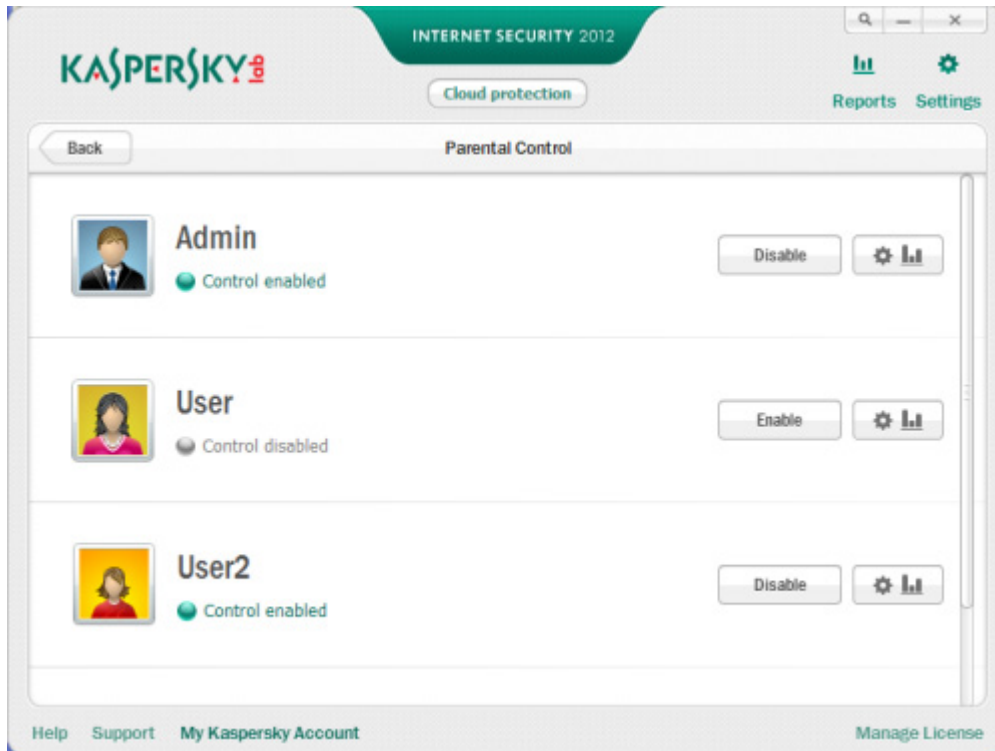 INTERNET SECURITY 2012
KASPERSKY lab
Cloud protection
Reports Settings
Back
Parental Control
Admin
Control enabled
Disable
User
Control disabled
Enable
User2
Control enabled
Disable
Help Support My Kaspersky Account Manage License